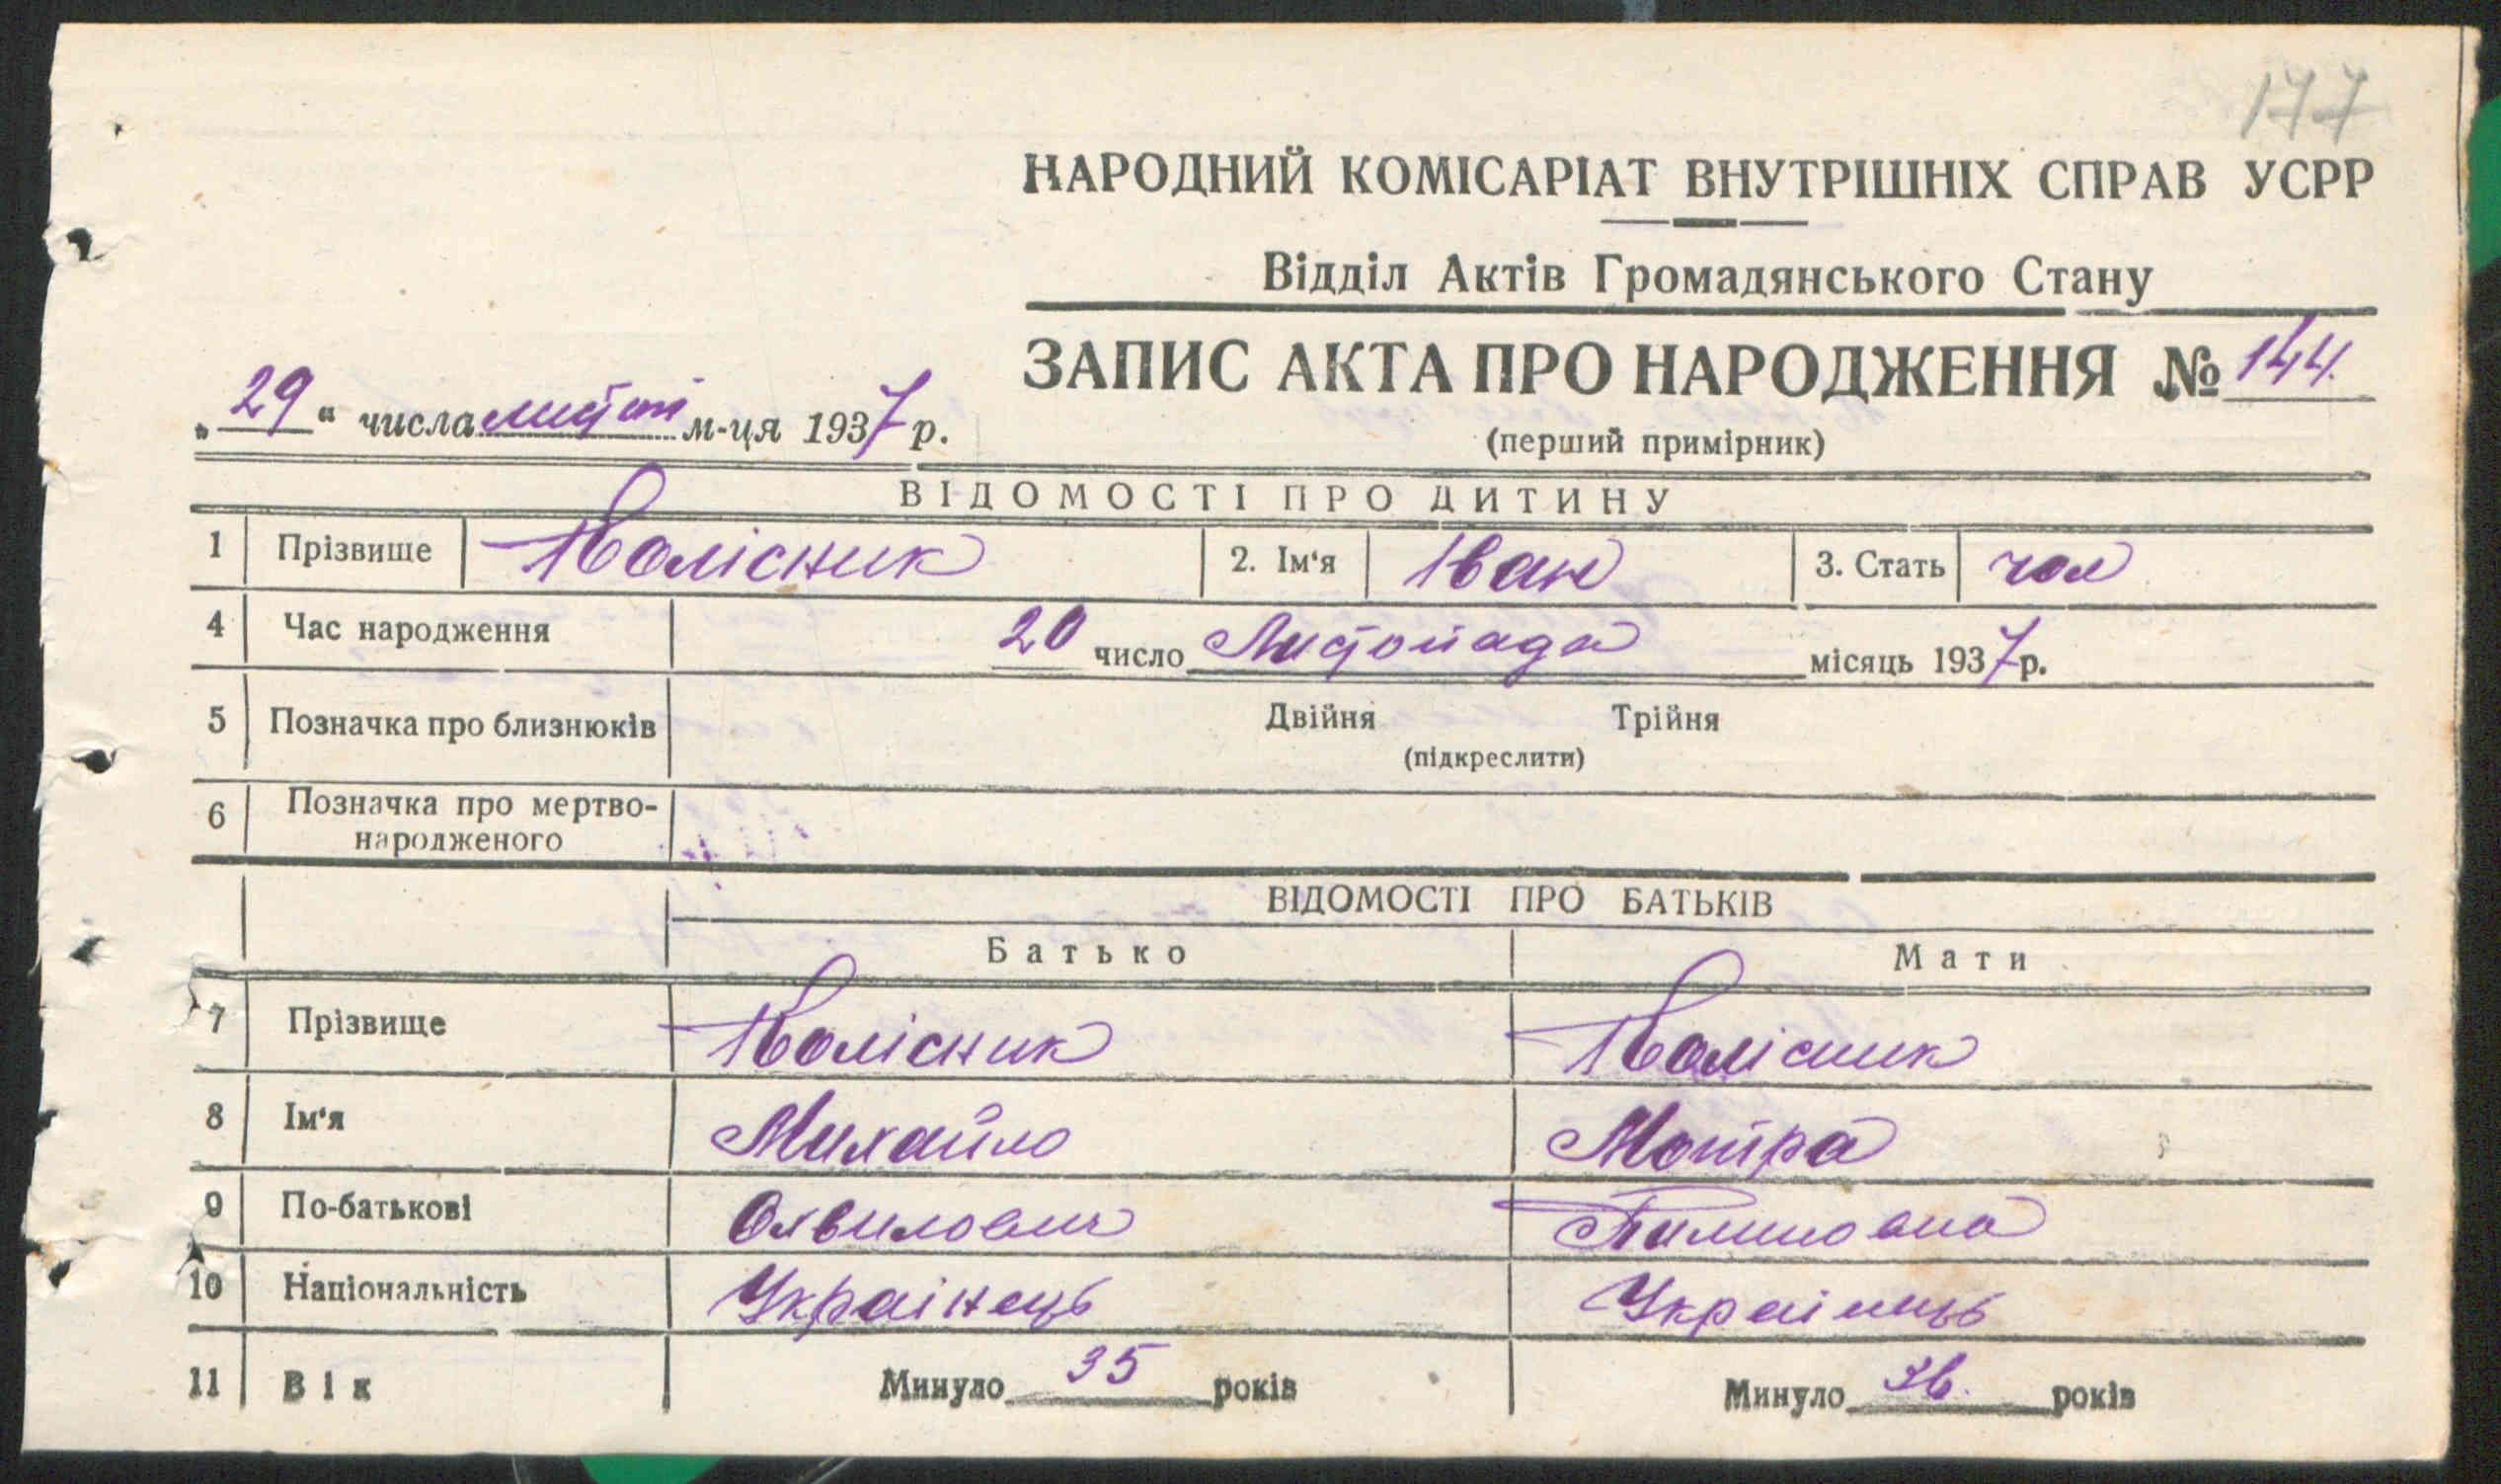 177
НАРОДНИЙ КОМІСАРІАТ ВНУТРІШНІХ СПРАВ УСРР
Відділ Актів Громадянського Стану
ЗАПИС АКТА ПРО НАРОДЖЕННЯ № 144.
„29“ числа листоп м-ця 1937 р.
(перший примірник)
ВІДОМОСТІ ПРО ДИТИНУ
1 Прізвище Колісник 2. Ім‘я Іван 3. Стать чол
4 Час народження 20 число Листопада місяць 1937 р.
5 Позначка про близнюків Двійня Трійня
(підкреслити)
6 Позначка про мертво-
народженого
ВІДОМОСТІ ПРО БАТЬКІВ
Батько Мати
7 Прізвище Колісник Колісник
8 Ім‘я Михайло Мотра
9 По-батькові
10 Національність Українець Українець
11 Вік Минуло 35 років Минуло 36. років